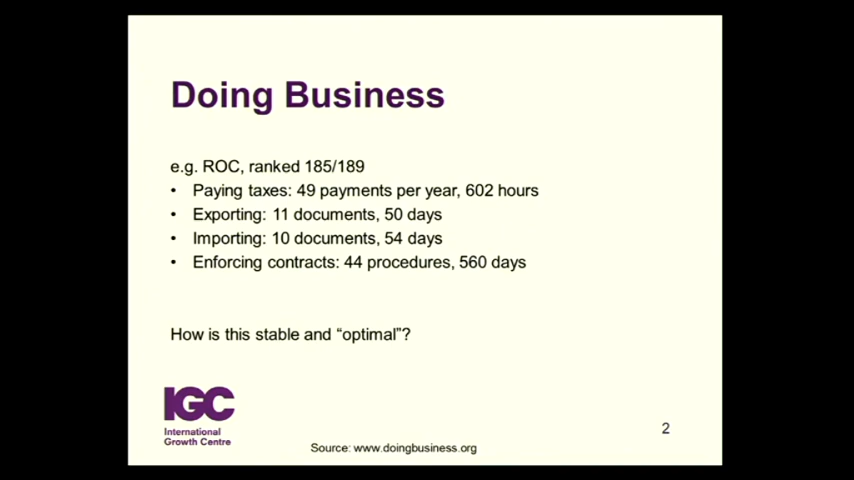 Doing Business
e.g. ROC, ranked 185/189
• Paying taxes: 49 payments per year, 602 hours
• Exporting: 11 documents, 50 days
• Importing: 10 documents, 54 days
• Enforcing contracts: 44 procedures, 560 days
How is this stable and “optimal”?
IGC
International
Growth Centre
Source: www.doingbusiness.org
2